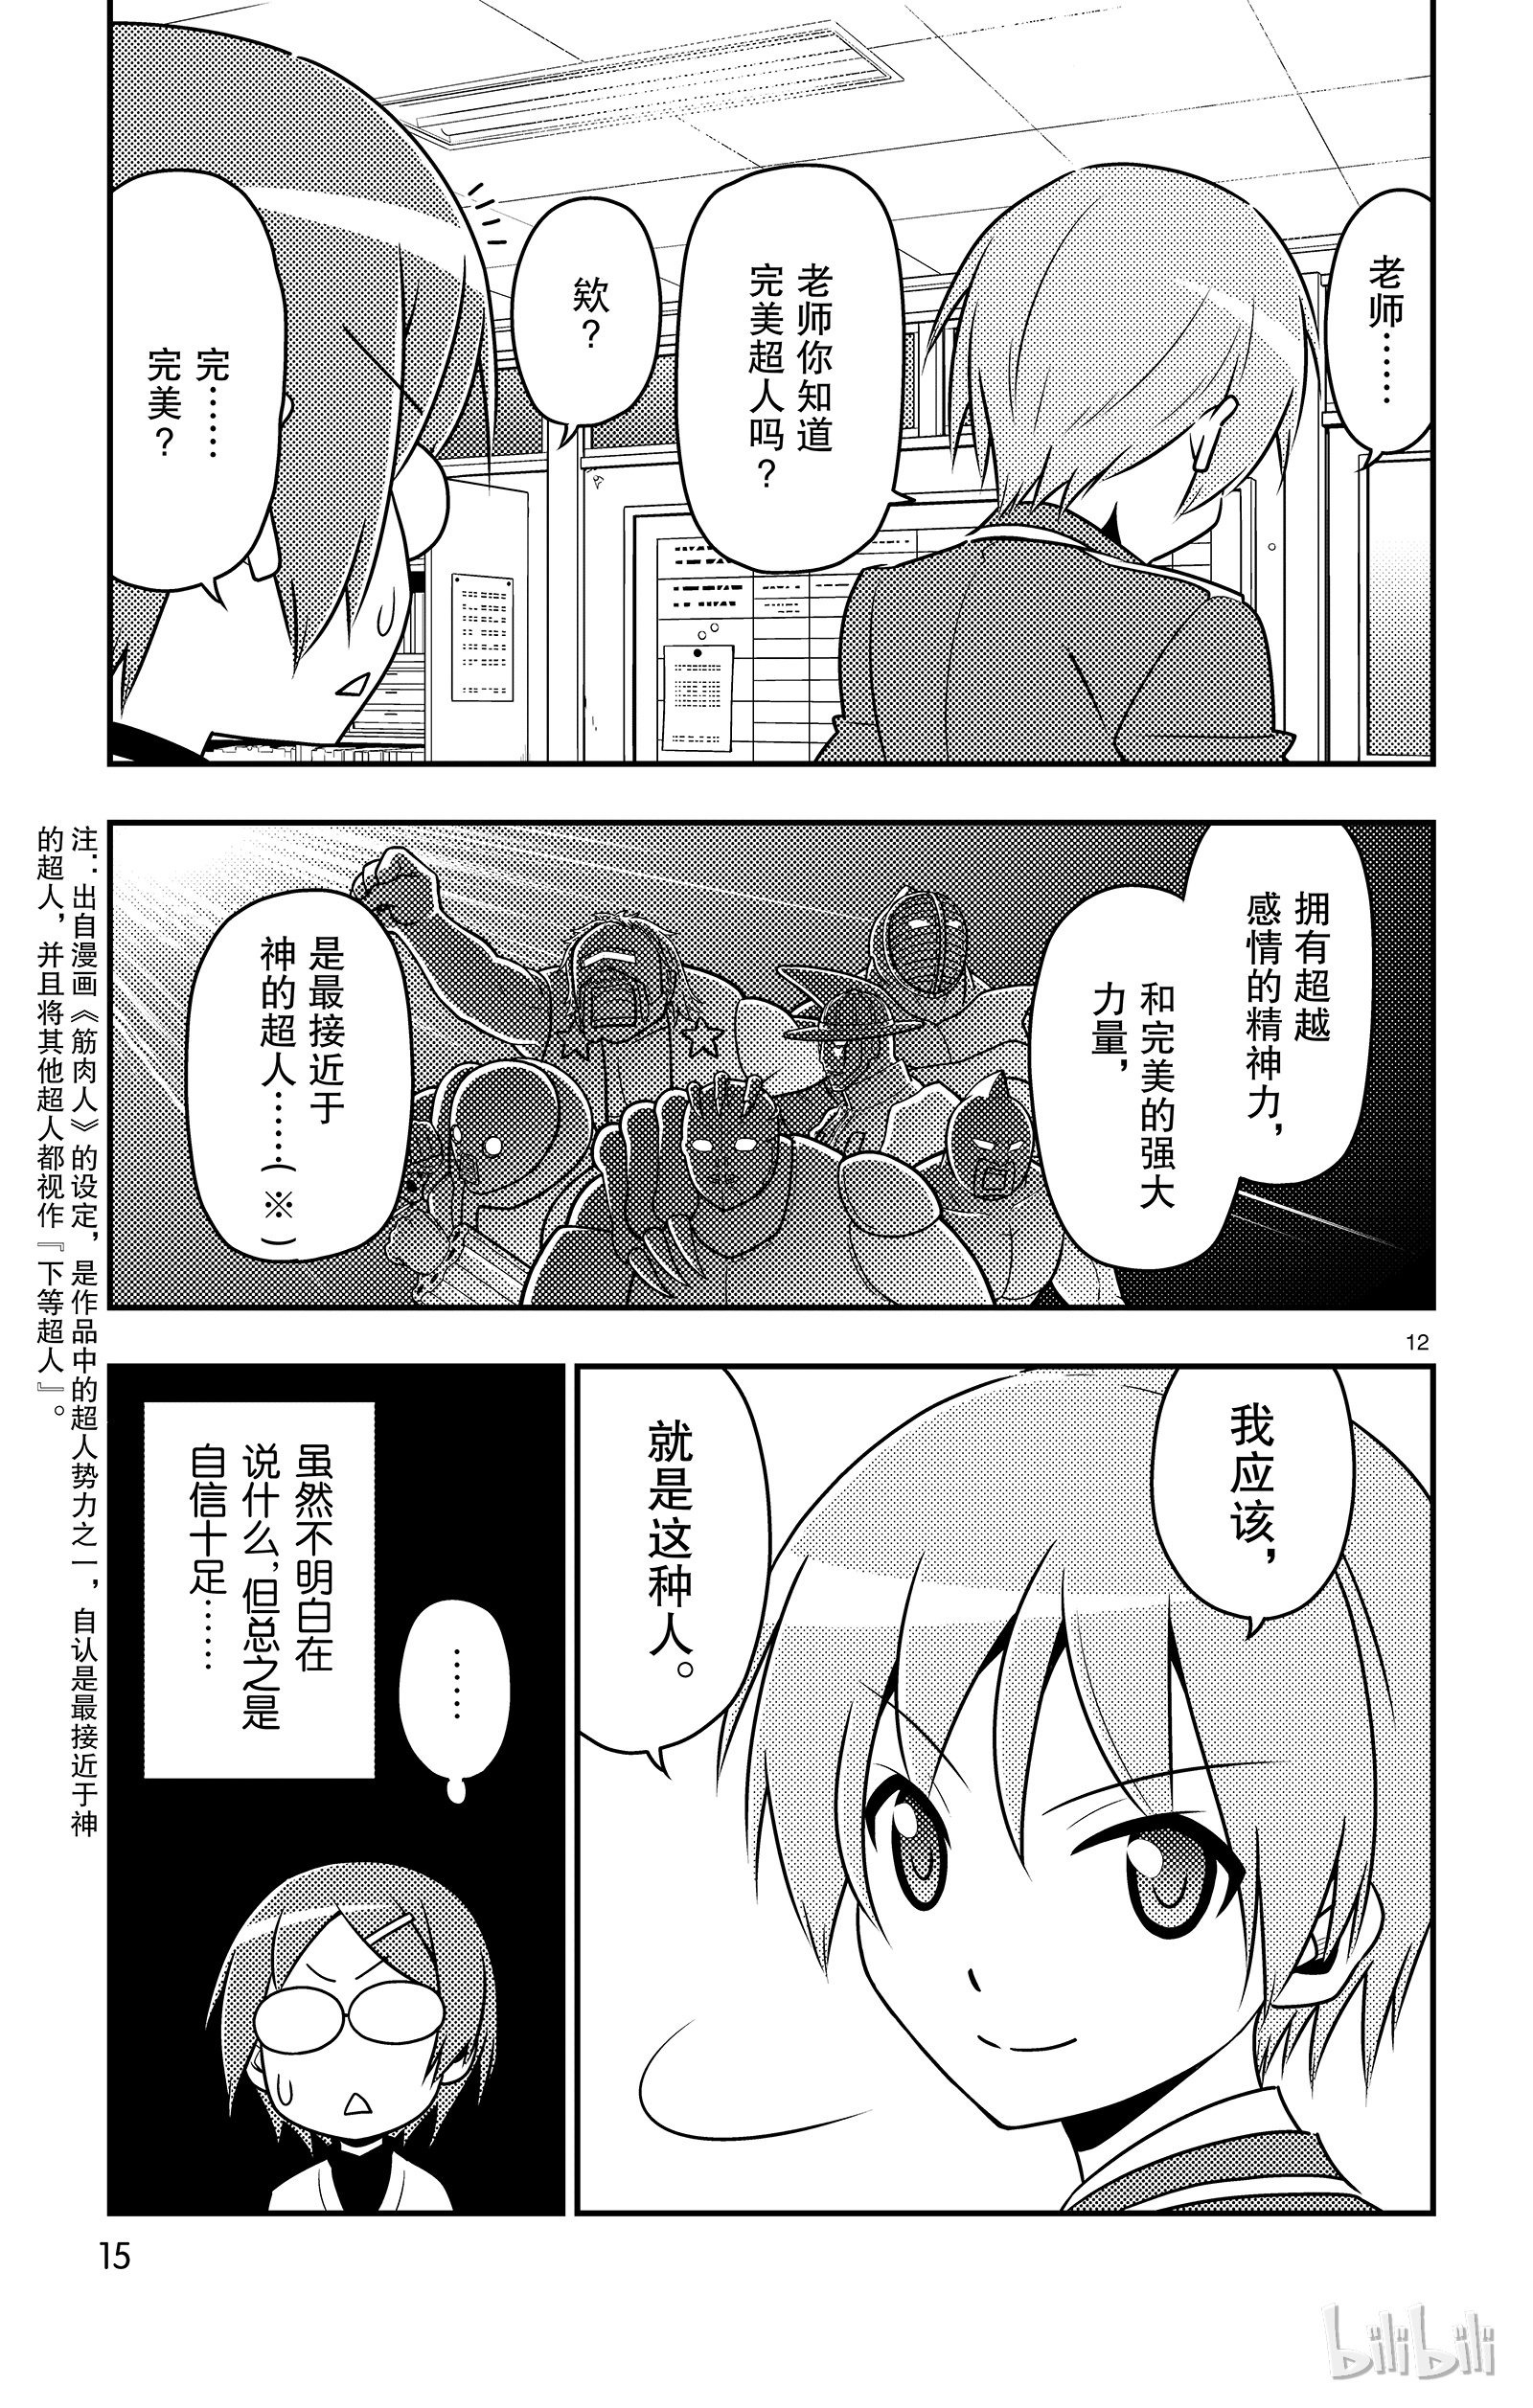 老师……
老师你知道
完美超人吗？
欸？
完……
完美？
拥有超越
感情的精神力，
和完美的强大
力量，
是最接近于
神的超人……（※）
注：出自漫画《筋肉人》的设定，是作品中的超人势力之一，自认是最接近于神
的超人，并且将其他超人都视作『下等超人』。
12
我应该，
就是这种人。
……
虽然不明白在
说什么，但总之是
自信十足……
15
bilibili